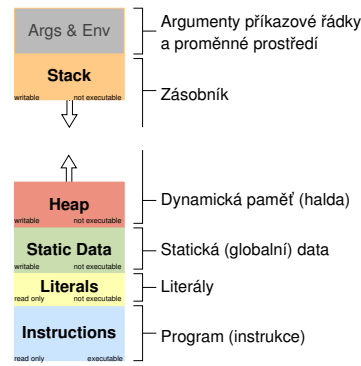 Args & Env
Argumenty příkazové řádky
a proměnné prostředí
Stack
writable not executable
Zásobník
Heap
writable not executable
Dynamická paměť (halda)
Static Data
writable not executable
Statická (globalní) data
Literals
read only not executable
Literály
Instructions
read only executable
Program (instrukce)